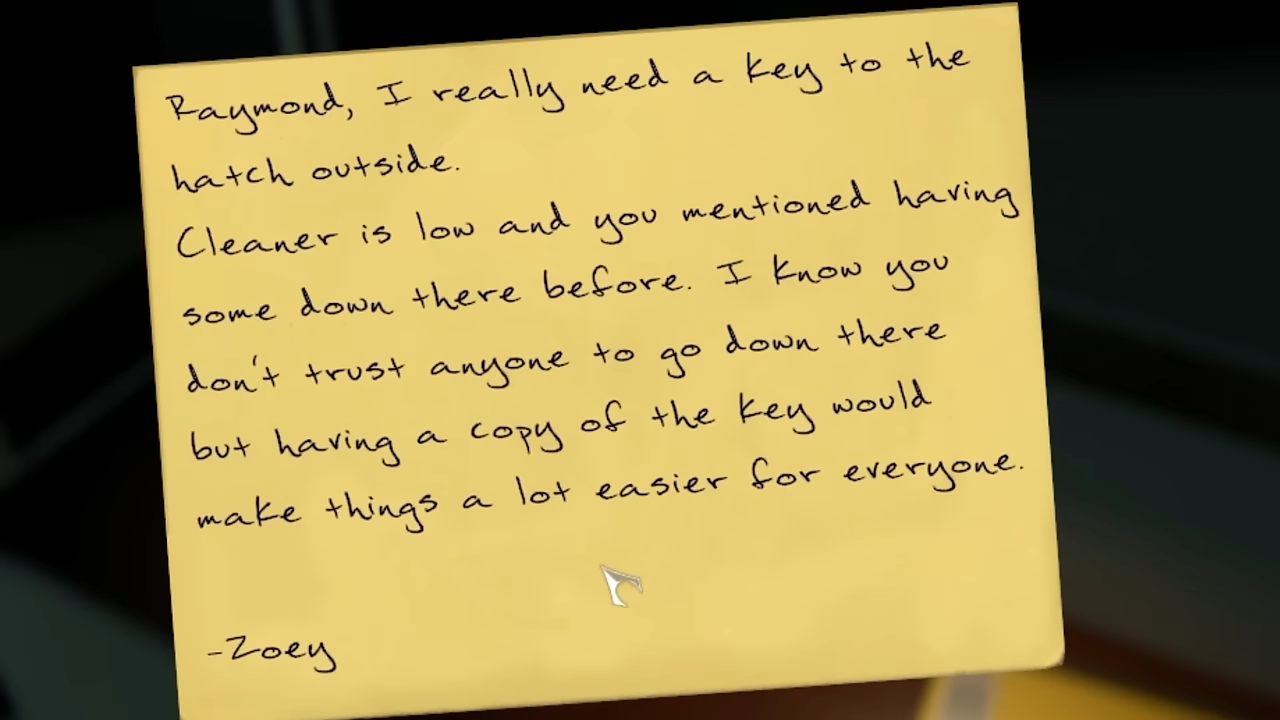 Raymond, I really need a key to the
hatch outside.
Cleaner is low and you mentioned having
some down there before. I know you
don't trust anyone to go down there
but having a copy of the key would
make things a lot easier for everyone.
-Zoey